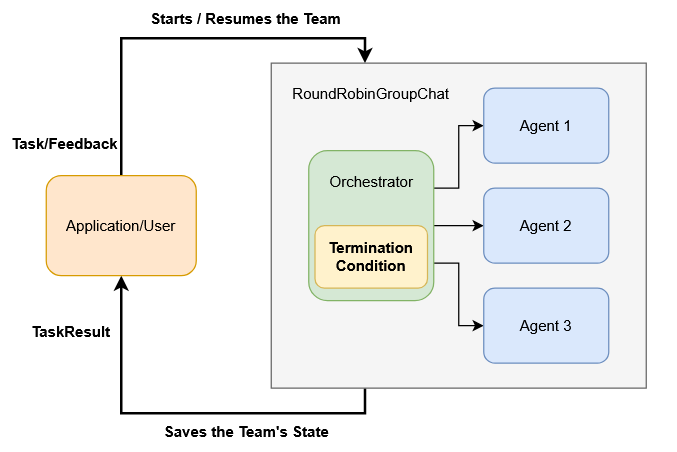 Starts / Resumes the Team
RoundRobinGroupChat
Agent 1
Task/Feedback
Orchestrator
Application/User
Agent 2
Termination
Condition
Agent 3
TaskResult
Saves the Team's State